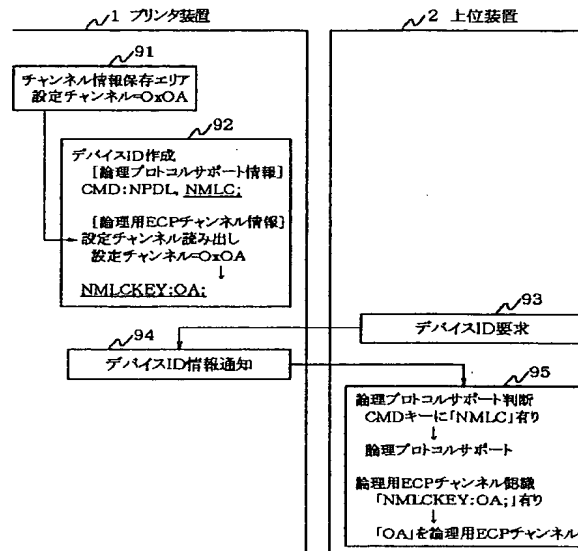 1 プリンタ装置
2 上位装置
91
チャンネル情報保存エリア
設定チャンネル=0x0A
92
デバイスID作成
[論理プロトコルサポート情報]
CMD:NPDL, NMLC;
[論理用ECPチャンネル情報]
設定チャンネル読み出し
設定チャンネル=0x0A
↓
NMLCKEY:0A;
93
デバイスID要求
94
デバイスID情報通知
95
論理プロトコルサポート判断
CMDキーに「NMLC」有り
↓
論理プロトコルサポート
論理用ECPチャンネル認識
「NMLCKEY:0A;」有り
↓
「0A」を論理用ECPチャンネル